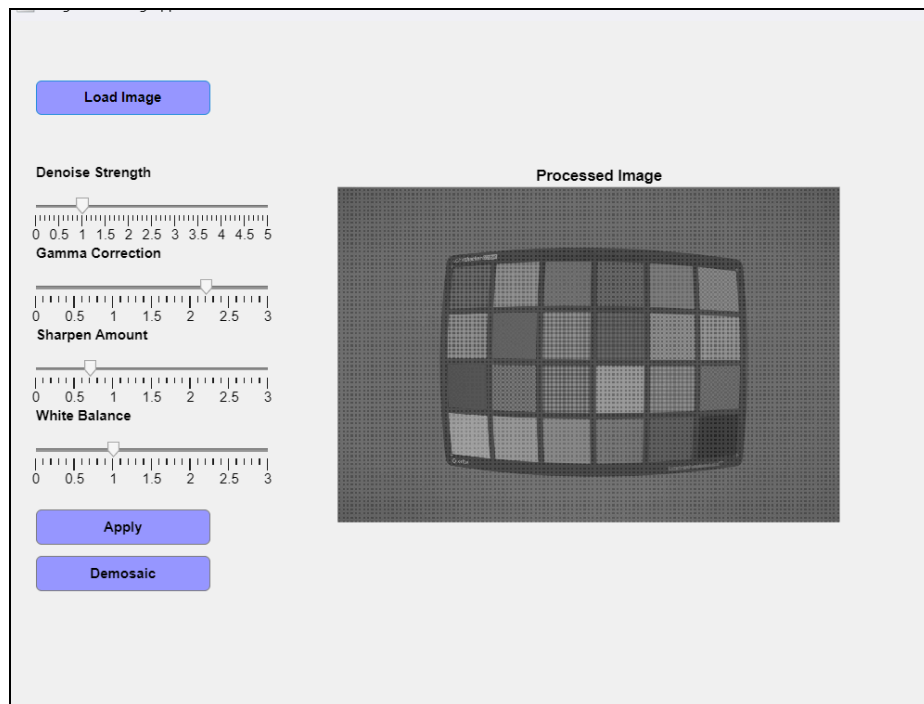 Load Image
Denoise Strength
0 0.5 1 1.5 2 2.5 3 3.5 4 4.5 5
Gamma Correction
0 0.5 1 1.5 2 2.5 3
Sharpen Amount
0 0.5 1 1.5 2 2.5 3
White Balance
0 0.5 1 1.5 2 2.5 3
Apply
Demosaic
Processed Image